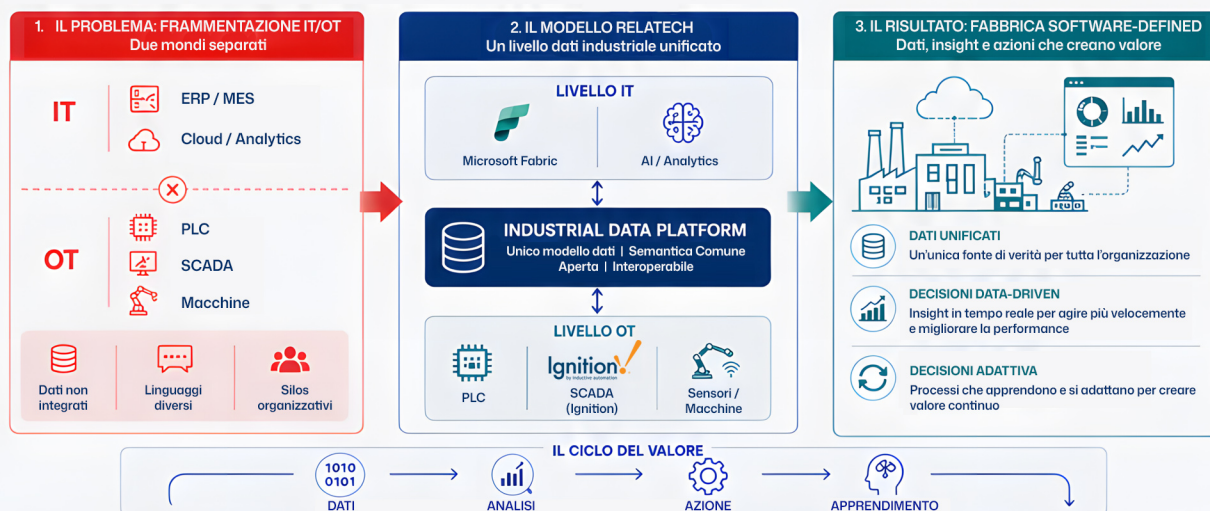 1. IL PROBLEMA: FRAMMENTAZIONE IT/OT
Due mondi separati
IT
ERP / MES
Cloud / Analytics
OT
PLC
SCADA
Macchine
Dati non
integrati
Linguaggi
diversi
Silos
organizzativi
2. IL MODELLO RELATECH
Un livello dati industriale unificato
LIVELLO IT
Microsoft Fabric
AI / Analytics
INDUSTRIAL DATA PLATFORM
Unico modello dati | Semantica Comune
Aperta | Interoperabile
LIVELLO OT
PLC
Ignition!
by inductive automation
SCADA
(Ignition)
Sensori /
Macchine
3. IL RISULTATO: FABBRICA SOFTWARE-DEFINED
Dati, insight e azioni che creano valore
DATI UNIFICATI
Un'unica fonte di verità per tutta l'organizzazione
DECISIONI DATA-DRIVEN
Insight in tempo reale per agire più velocemente
e migliorare la performance
DECISIONI ADATTIVA
Processi che apprendono e si adattano per creare
valore continuo
IL CICLO DEL VALORE
1010
0101
DATI
ANALISI
AZIONE
APPRENDIMENTO